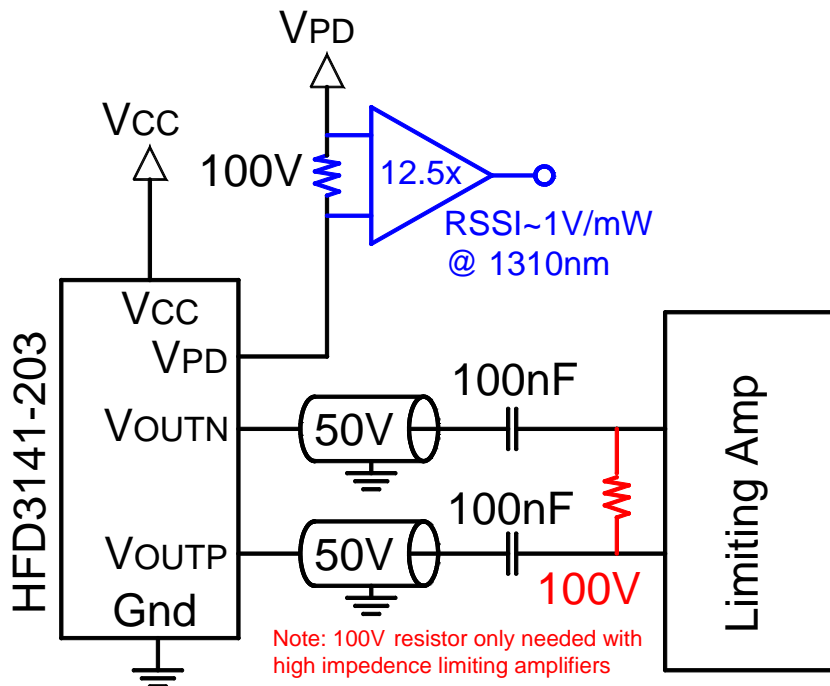 VPD
VCC
100V
12.5x
RSSI~1V/mW
@ 1310nm
HFD3141-203
VCC
VPD
VOUTN
VOUTP
Gnd
50V
100nF
50V
100nF
100V
Limiting Amp
Note: 100V resistor only needed with
high impedence limiting amplifiers